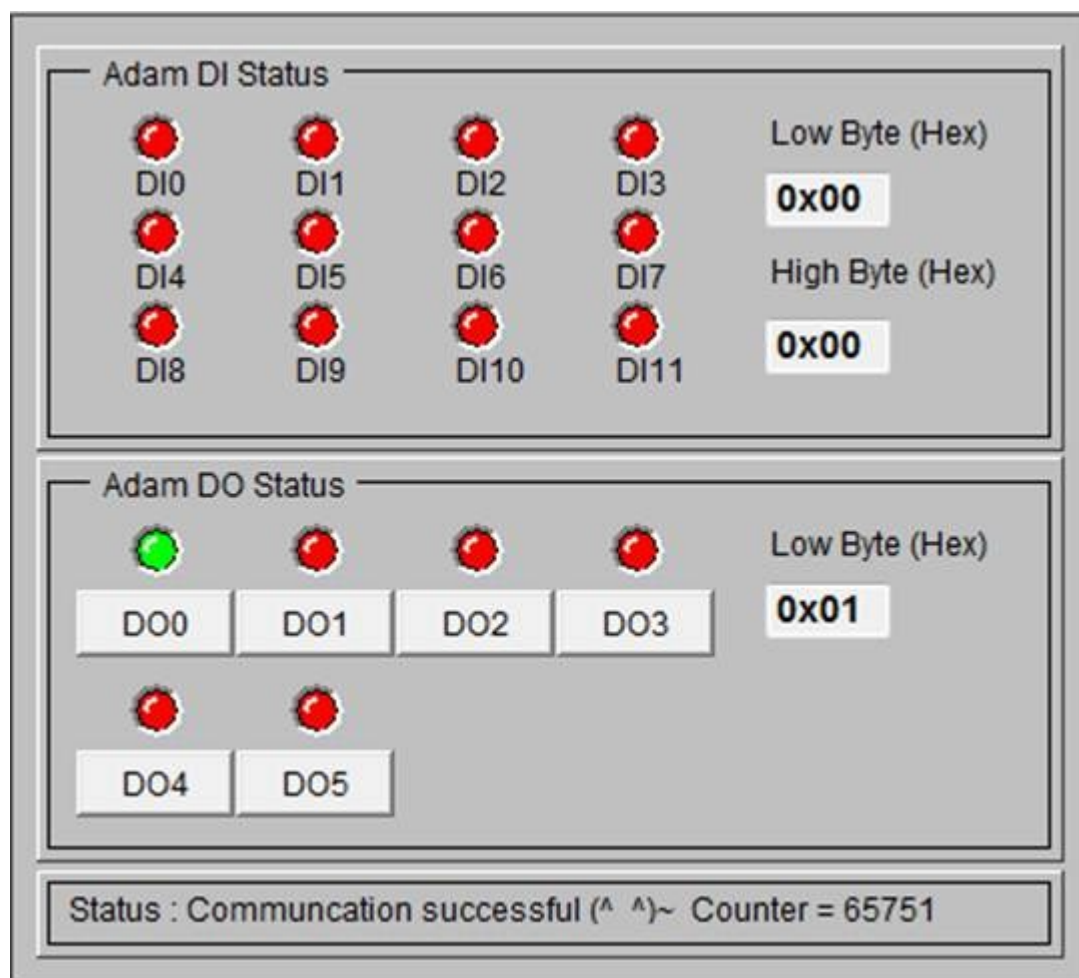 Adam DI Status
DI0 DI1 DI2 DI3 Low Byte (Hex)
0x00
DI4 DI5 DI6 DI7 High Byte (Hex)
DI8 DI9 DI10 DI11 0x00
Adam DO Status
Low Byte (Hex)
DO0 DO1 DO2 DO3 0x01
DO4 DO5
Status : Communcation successful (^ ^)~ Counter = 65751